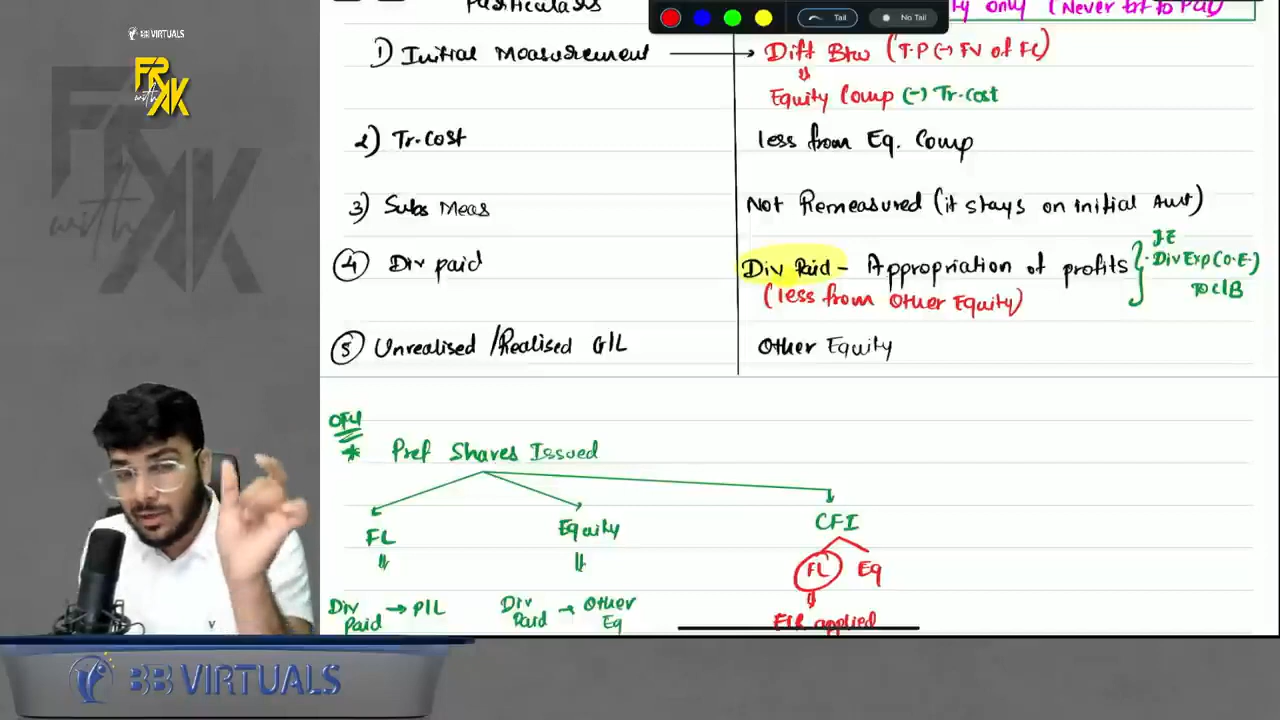 BB VIRTUALS
FR
with
AK
Particulars
only (Never trf to P&L)
Tail
No Tail
1) Initial Measurement → Diff Btw (T.P (-) FV of FL)
Equity Comp (-) Tr.Cost
2) Tr.Cost less from Eq. Comp
3) Subs Meas Not Remeasured (it stays on initial Amt)
4) Div paid Div Paid - Appropriation of profits
(less from Other Equity)
J.E
Div Exp (O.E.)
To C/B
5) Unrealised /Realised G/L Other Equity
* Pref Shares Issued
FL Equity CFI
FL Eq
Div Paid → P/L Div Paid → Other Eq
EIR applied
BB VIRTUALS